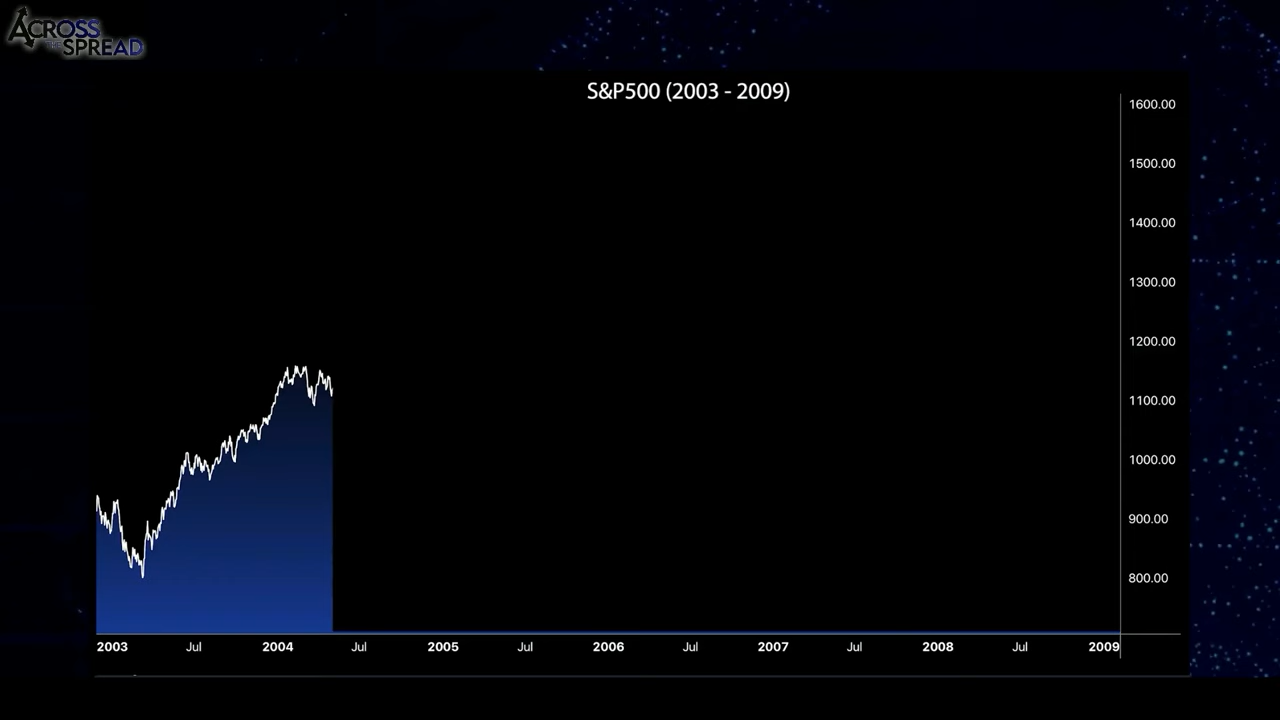 ACROSS
THE SPREAD
S&P500 (2003 - 2009)
1600.00
1500.00
1400.00
1300.00
1200.00
1100.00
1000.00
900.00
800.00
2003 Jul 2004 Jul 2005 Jul 2006 Jul 2007 Jul 2008 Jul 2009